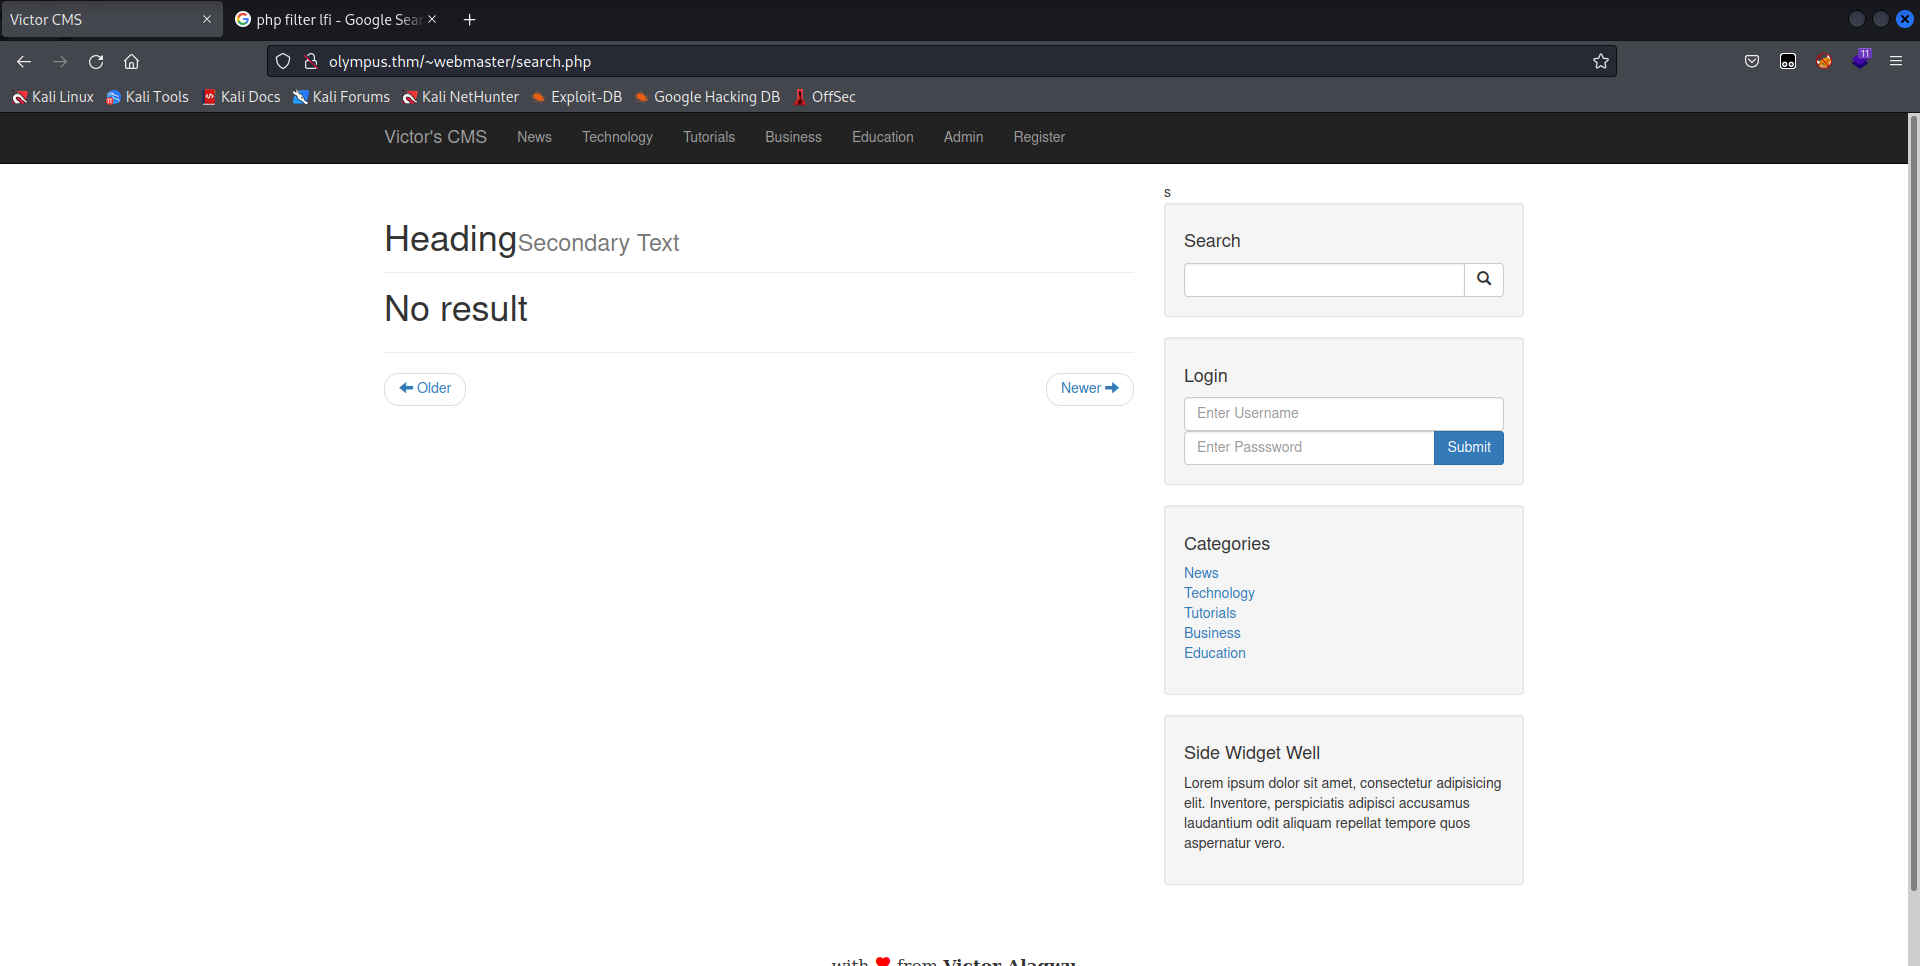 Victor CMS
php filter lfi - Google Sear
olympus.thm/~webmaster/search.php
11
Kali Linux Kali Tools Kali Docs Kali Forums Kali NetHunter Exploit-DB Google Hacking DB OffSec
Victor's CMS News Technology Tutorials Business Education Admin Register
s
HeadingSecondary Text
No result
Older Newer
Search
Login
Enter Username
Enter Passsword Submit
Categories
News
Technology
Tutorials
Business
Education
Side Widget Well
Lorem ipsum dolor sit amet, consectetur adipisicing
elit. Inventore, perspiciatis adipisci accusamus
laudantium odit aliquam repellat tempore quos
aspernatur vero.
with from Victor Alagwu